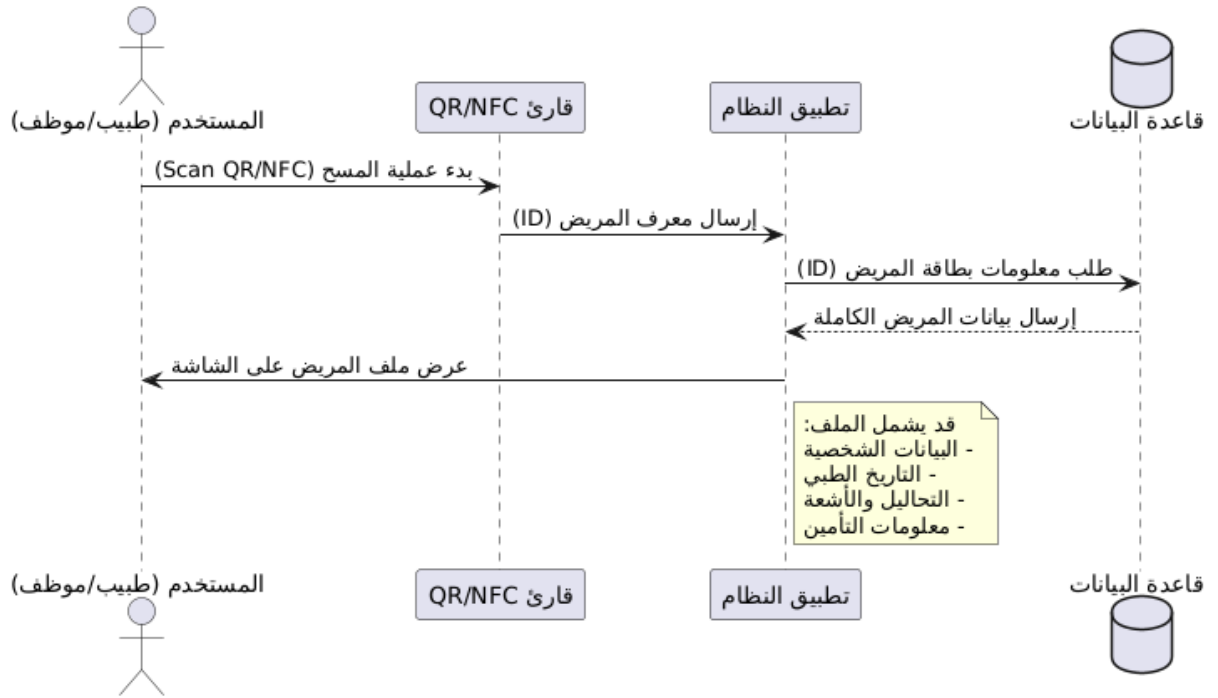 المستخدم (طبيب/موظف)
قارئ QR/NFC
تطبيق النظام
قاعدة البيانات
بدء عملية المسح (Scan QR/NFC)
إرسال معرف المريض (ID)
طلب معلومات بطاقة المريض (ID)
إرسال بيانات المريض الكاملة
عرض ملف المريض على الشاشة
قد يشمل الملف:
- البيانات الشخصية
- التاريخ الطبي
- التحاليل والأشعة
- معلومات التأمين
المستخدم (طبيب/موظف)
قارئ QR/NFC
تطبيق النظام
قاعدة البيانات